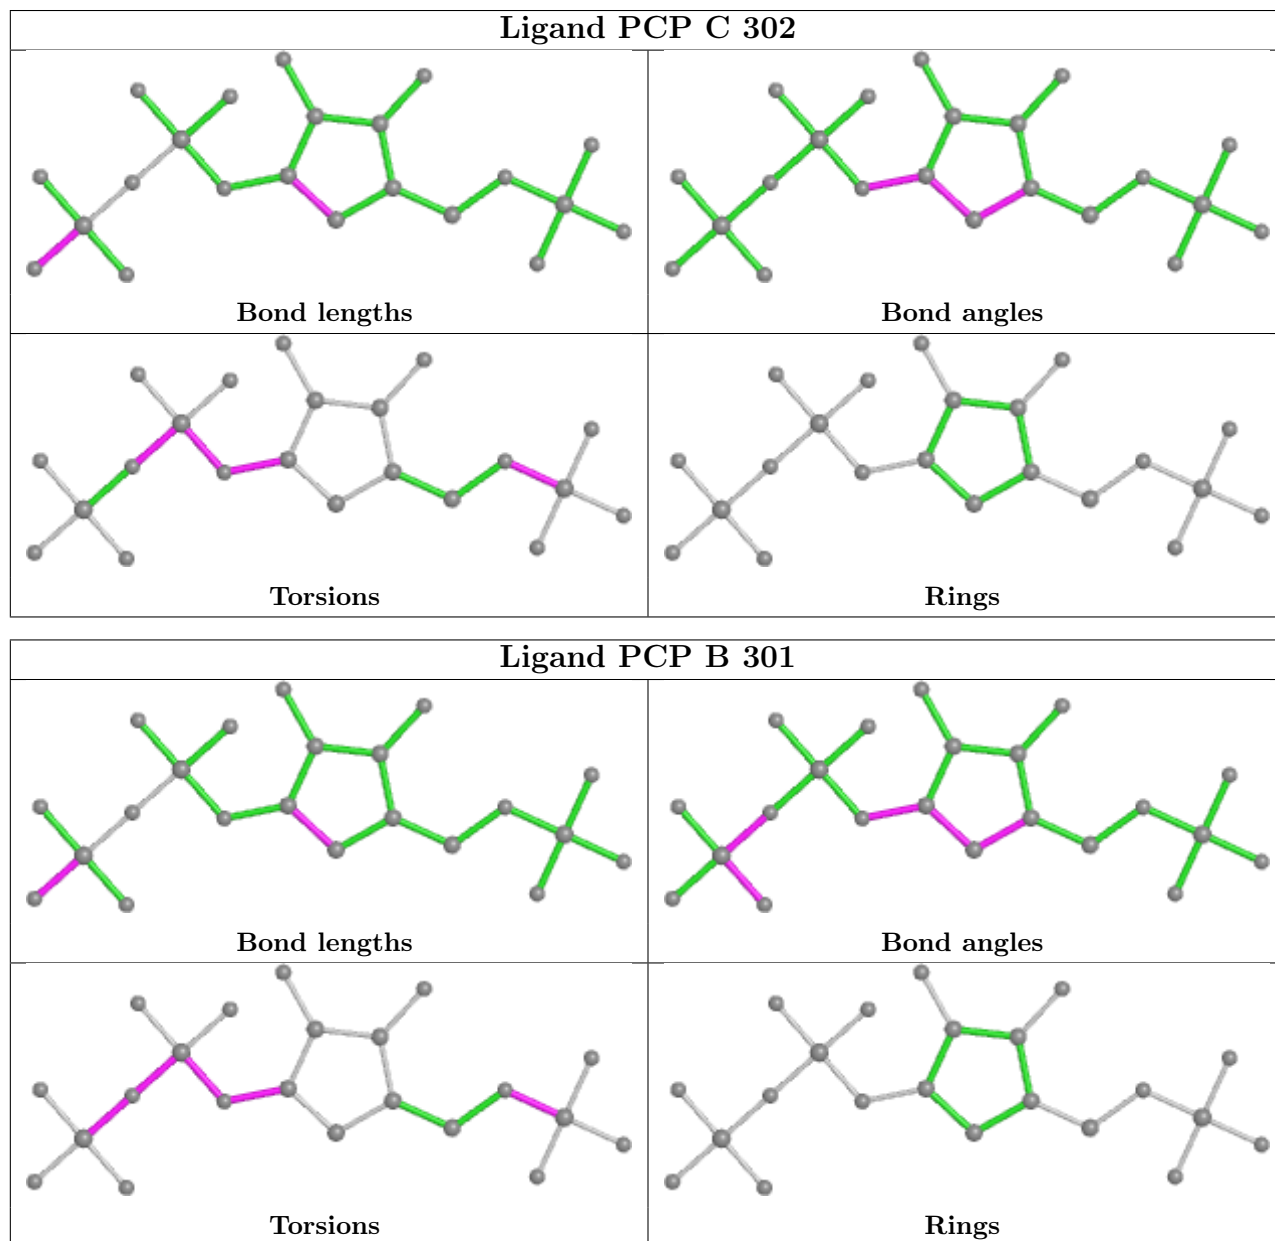 Ligand PCP C 302
Bond lengths
Bond angles
Torsions
Rings
Ligand PCP B 301
Bond lengths
Bond angles
Torsions
Rings